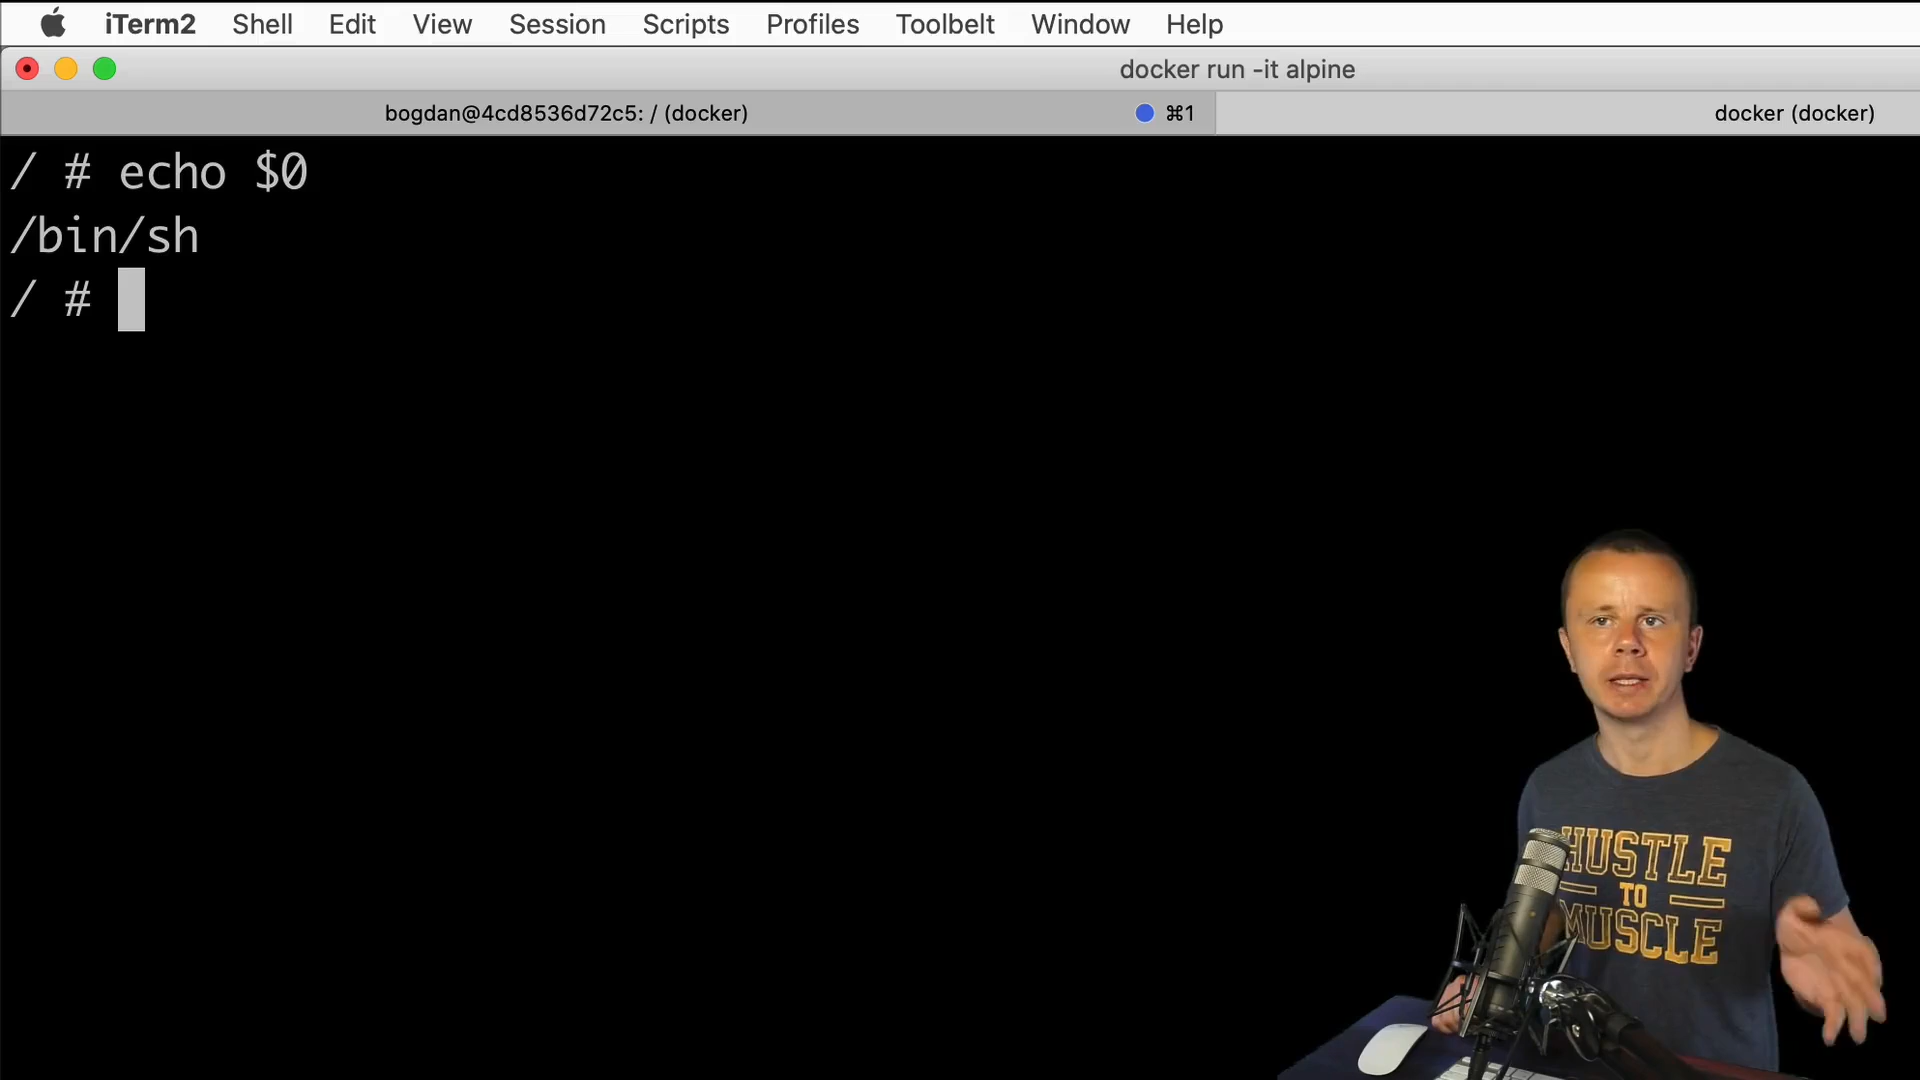 iTerm2 Shell Edit View Session Scripts Profiles Toolbelt Window Help
docker run -it alpine
bogdan@4cd8536d72c5: / (docker) ⌘1 docker (docker)
/ # echo $0
/bin/sh
/ #
HUSTLE
TO
MUSCLE